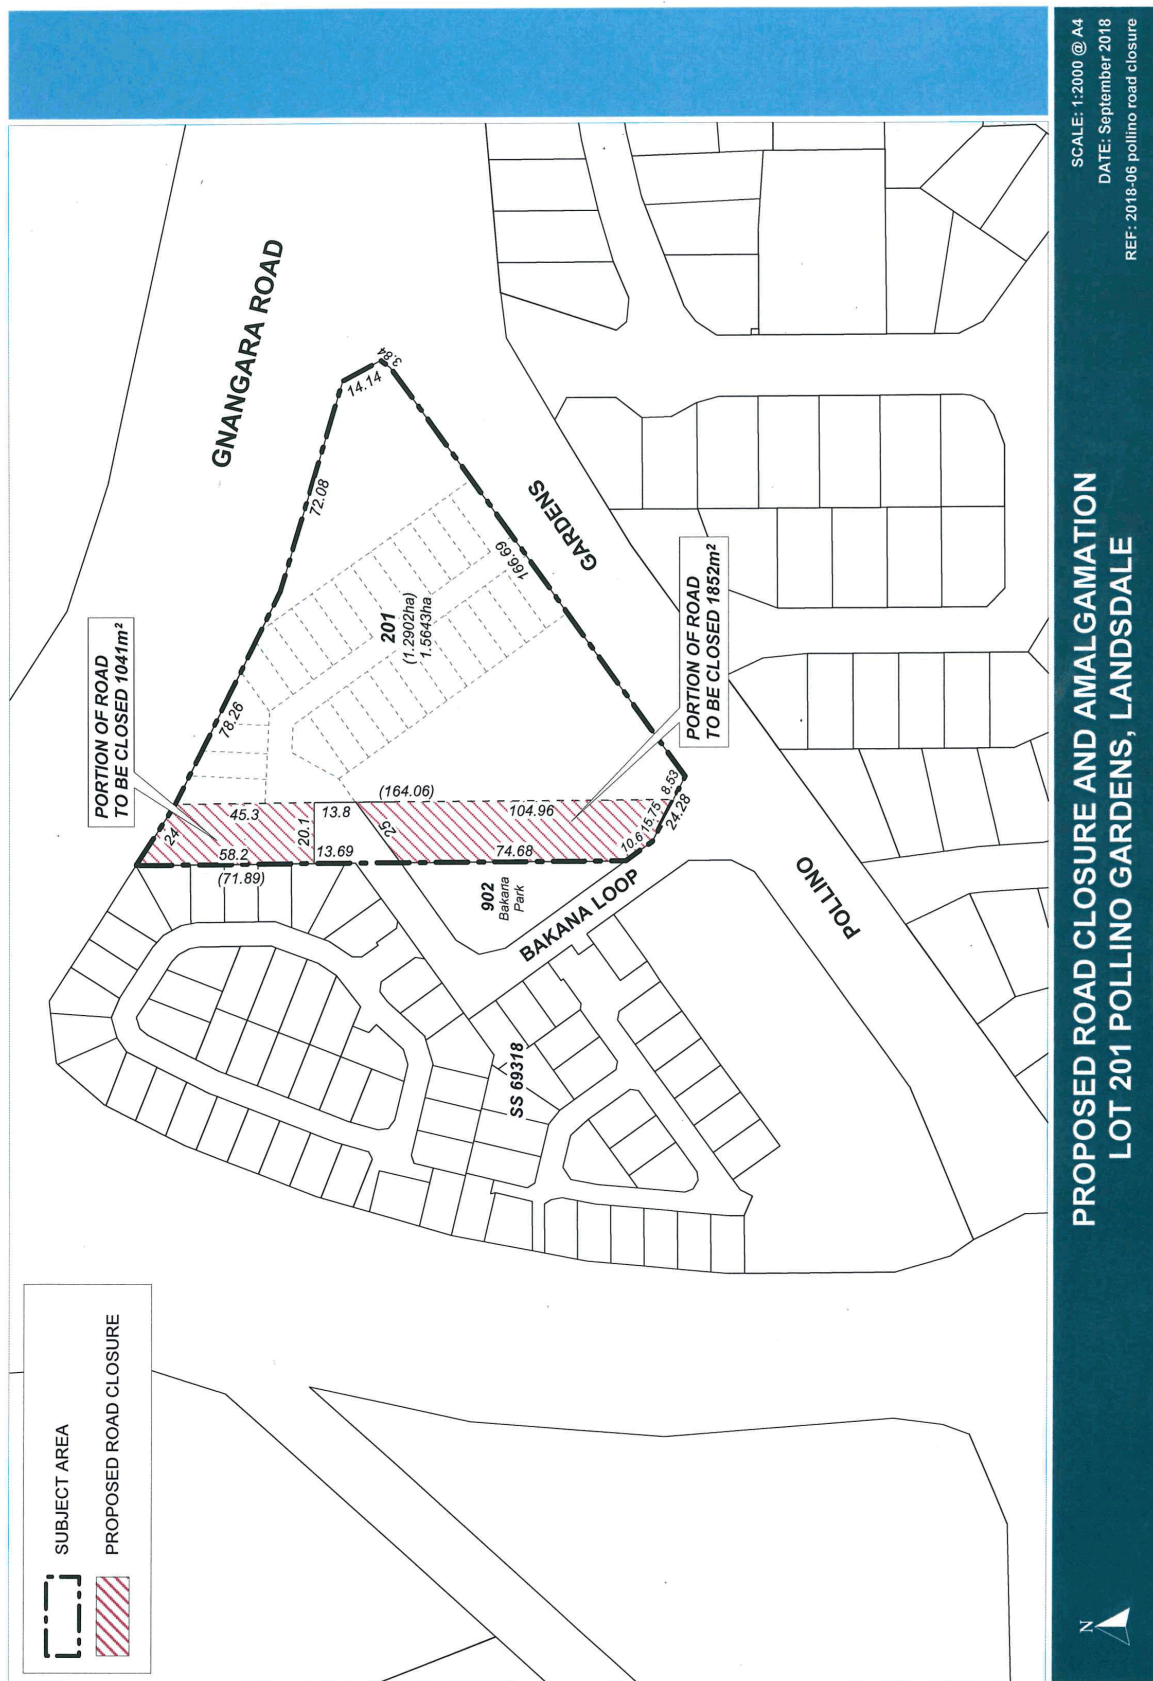 GNANGARA ROAD
PORTION OF ROAD
TO BE CLOSED 1041m²
14.14
3.84
72.08
78.26
GARDENS
166.69
201
(1.2902ha)
1.5643ha
PORTION OF ROAD
TO BE CLOSED 1852m²
24
45.3
58.2
(71.89)
20.1
13.8
13.69
(164.06)
25
104.96
74.68
10.6
15.75
8.53
24.28
902
Bakana
Park
BAKANA LOOP
POLLINO
SS 69318
SUBJECT AREA
PROPOSED ROAD CLOSURE
N
PROPOSED ROAD CLOSURE AND AMALGAMATION
LOT 201 POLLINO GARDENS, LANDSDALE
SCALE: 1:2000 @ A4
DATE: September 2018
REF: 2018-06 pollino road closure